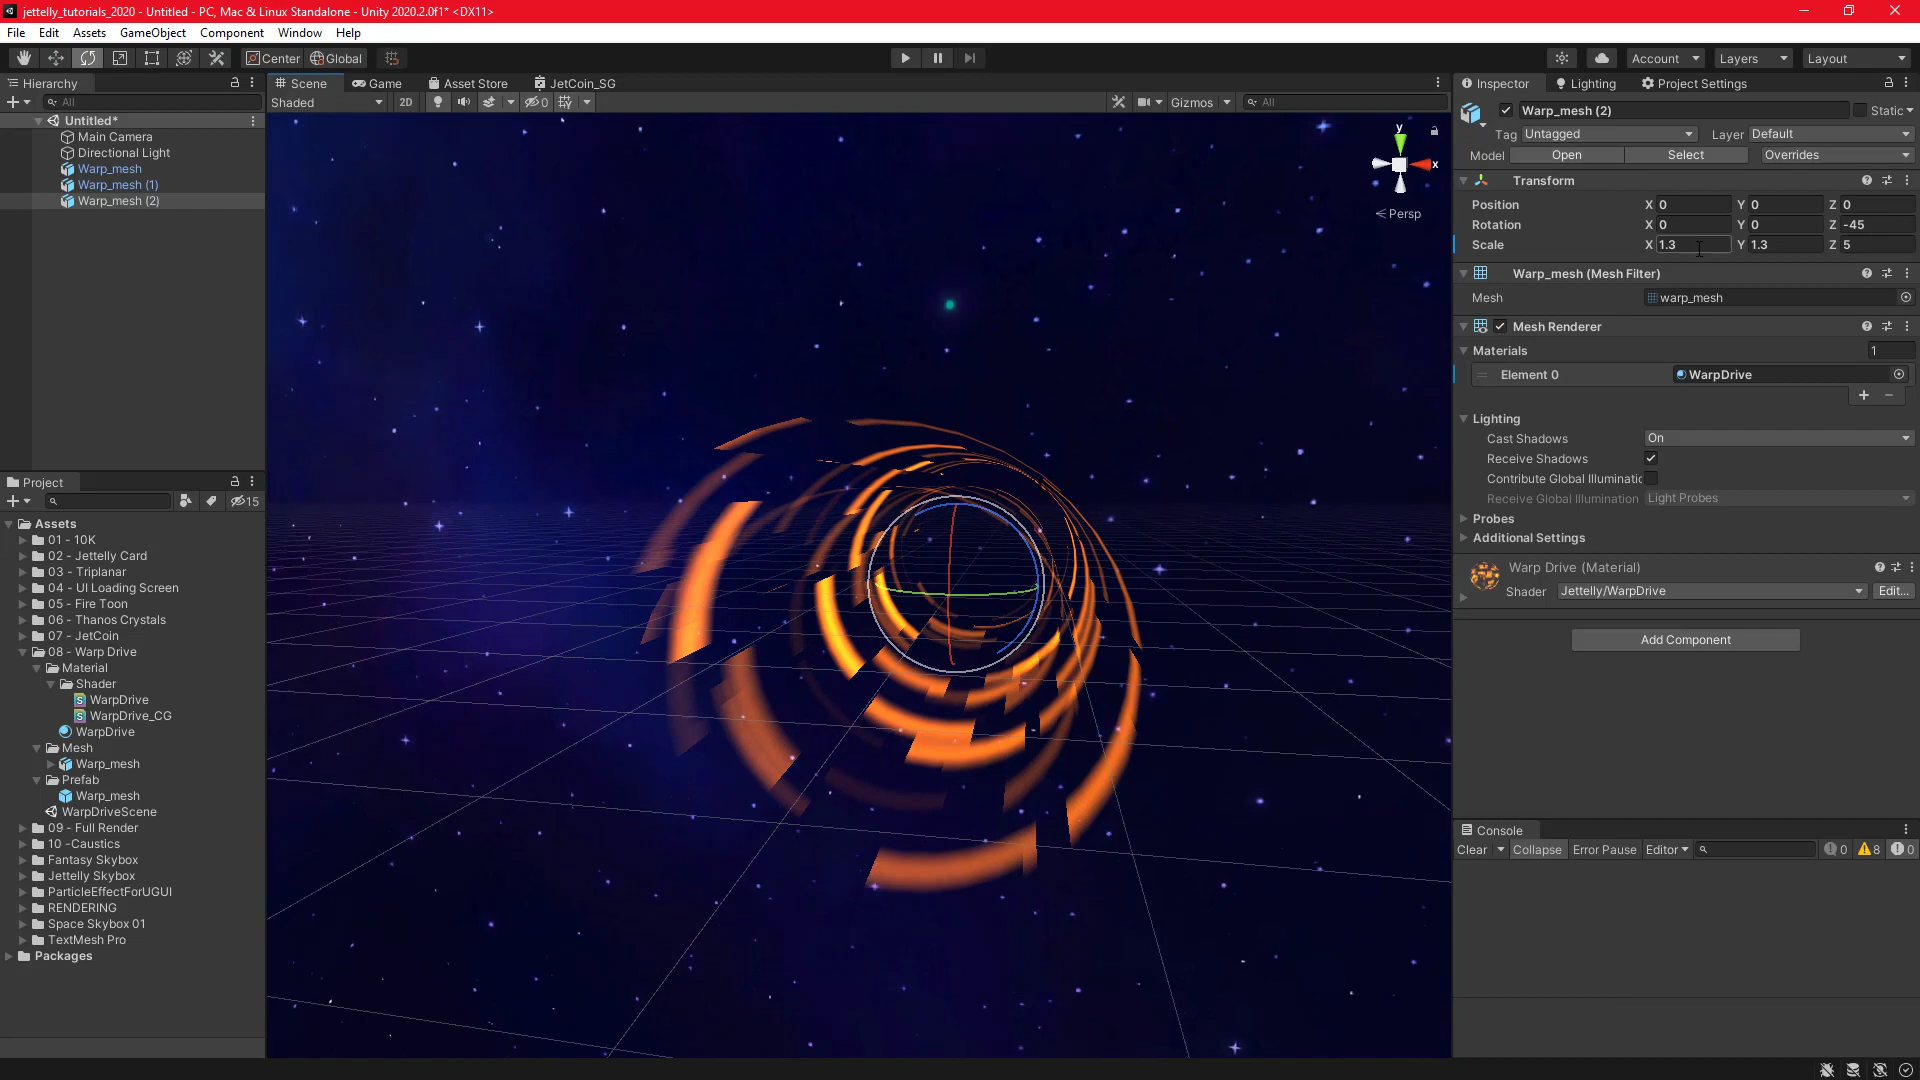 jettelly_tutorials_2020 - Untitled - PC, Mac & Linux Standalone - Unity 2020.2.0f1* <DX11>
File Edit Assets GameObject Component Window Help
Center Global Account Layers Layout
Hierarchy
All
Untitled*
Main Camera
Directional Light
Warp_mesh
Warp_mesh (1)
Warp_mesh (2)
Project
15
Assets
01 - 10K
02 - Jettelly Card
03 - Triplanar
04 - UI Loading Screen
05 - Fire Toon
06 - Thanos Crystals
07 - JetCoin
08 - Warp Drive
Material
Shader
WarpDrive
WarpDrive_CG
WarpDrive
Mesh
Warp_mesh
Prefab
Warp_mesh
WarpDriveScene
09 - Full Render
10 -Caustics
Fantasy Skybox
Jettelly Skybox
ParticleEffectForUGUI
RENDERING
Space Skybox 01
TextMesh Pro
Packages
Scene Game Asset Store JetCoin_SG
Shaded 2D 0 Gizmos All
y
x
Persp
Inspector Lighting Project Settings
Warp_mesh (2) Static
Tag Untagged Layer Default
Model Open Select Overrides
Transform
Position X 0 Y 0 Z 0
Rotation X 0 Y 0 Z -45
Scale X 1.3 Y 1.3 Z 5
Warp_mesh (Mesh Filter)
Mesh warp_mesh
Mesh Renderer
Materials 1
Element 0 WarpDrive
Lighting
Cast Shadows On
Receive Shadows
Contribute Global Illuminatic
Receive Global Illumination Light Probes
Probes
Additional Settings
Warp Drive (Material)
Shader Jettelly/WarpDrive Edit...
Add Component
Console
Clear Collapse Error Pause Editor 0 8 0